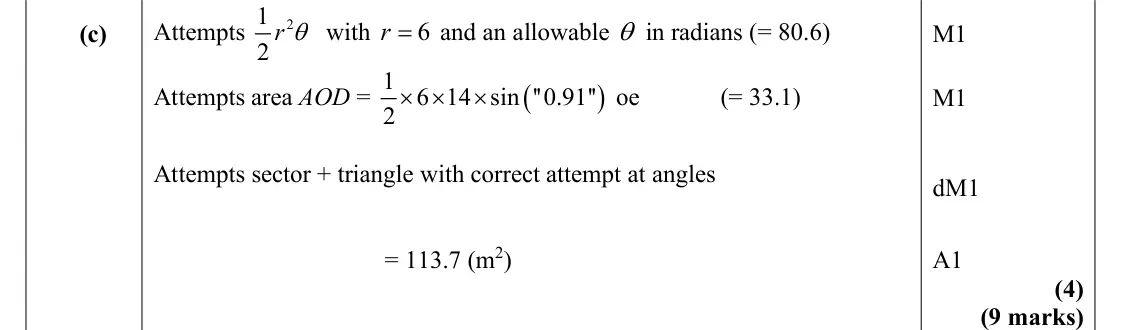 (c) Attempts 1/2 r²θ with r = 6 and an allowable θ in radians (= 80.6) M1
Attempts area AOD = 1/2 × 6 × 14 × sin("0.91") oe (= 33.1) M1
Attempts sector + triangle with correct attempt at angles dM1
= 113.7 (m²) A1
(4)
(9 marks)